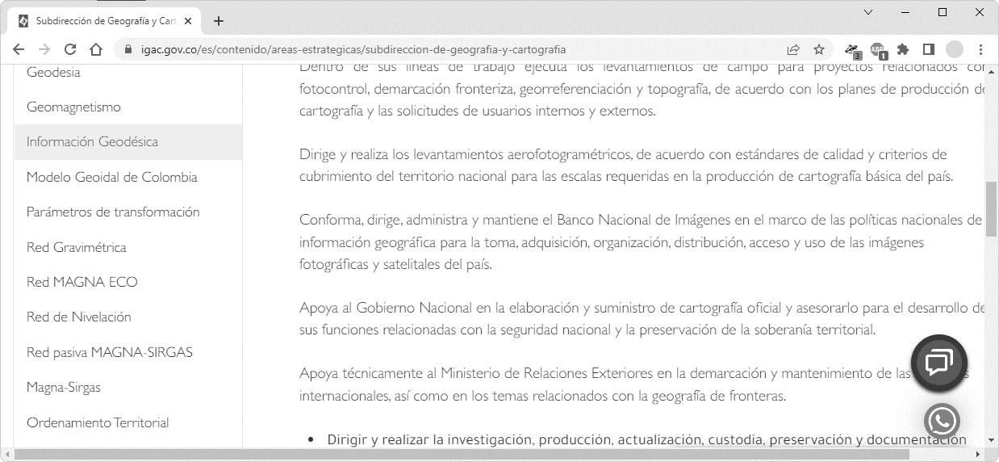 Subdirección de Geografía y Cart
igac.gov.co/es/contenido/areas-estrategicas/subdireccion-de-geografia-y-cartografia
3
ABP
1
Geodesia
Geomagnetismo
Información Geodésica
Modelo Geoidal de Colombia
Parámetros de transformación
Red Gravimétrica
Red MAGNA ECO
Red de Nivelación
Red pasiva MAGNA-SIRGAS
Magna-Sirgas
Ordenamiento Territorial
Dentro de sus líneas de trabajo ejecuta los levantamientos de campo para proyectos relacionados con
fotocontrol, demarcación fronteriza, georreferenciación y topografía, de acuerdo con los planes de producción de
cartografía y las solicitudes de usuarios internos y externos.
Dirige y realiza los levantamientos aerofotogramétricos, de acuerdo con estándares de calidad y criterios de
cubrimiento del territorio nacional para las escalas requeridas en la producción de cartografía básica del país.
Conforma, dirige, administra y mantiene el Banco Nacional de Imágenes en el marco de las políticas nacionales de
información geográfica para la toma, adquisición, organización, distribución, acceso y uso de las imágenes
fotográficas y satelitales del país.
Apoya al Gobierno Nacional en la elaboración y suministro de cartografía oficial y asesorarlo para el desarrollo de
sus funciones relacionadas con la seguridad nacional y la preservación de la soberanía territorial.
Apoya técnicamente al Ministerio de Relaciones Exteriores en la demarcación y mantenimiento de las
internacionales, así como en los temas relacionados con la geografía de fronteras.
• Dirigir y realizar la investigación, producción, actualización, custodia, preservación y documentación